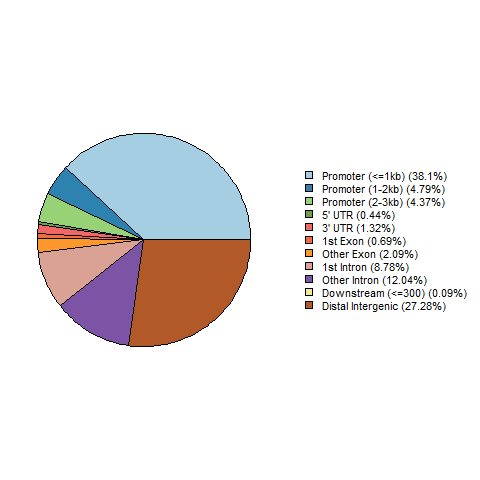 Promoter (<=1kb) (38.1%)
Promoter (1-2kb) (4.79%)
Promoter (2-3kb) (4.37%)
5' UTR (0.44%)
3' UTR (1.32%)
1st Exon (0.69%)
Other Exon (2.09%)
1st Intron (8.78%)
Other Intron (12.04%)
Downstream (<=300) (0.09%)
Distal Intergenic (27.28%)